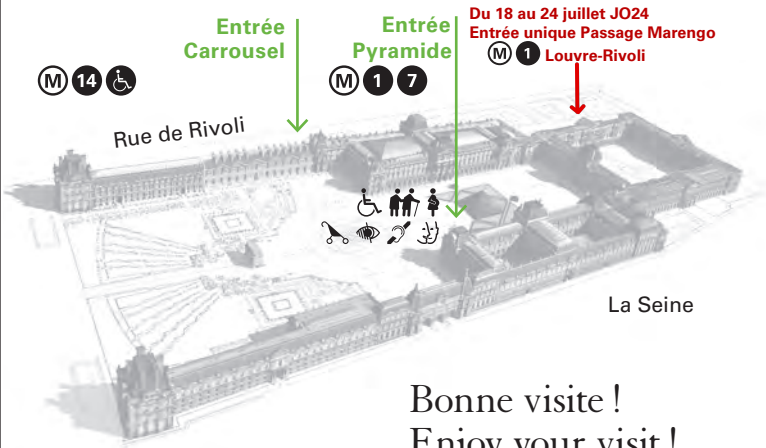 Du 18 au 24 juillet JO24
Entrée unique Passage Marengo
M 1 Louvre-Rivoli
Entrée
Carrousel
Entrée
Pyramide
M 14
M 1 7
Rue de Rivoli
La Seine
Bonne visite !
Enjoy your visit !